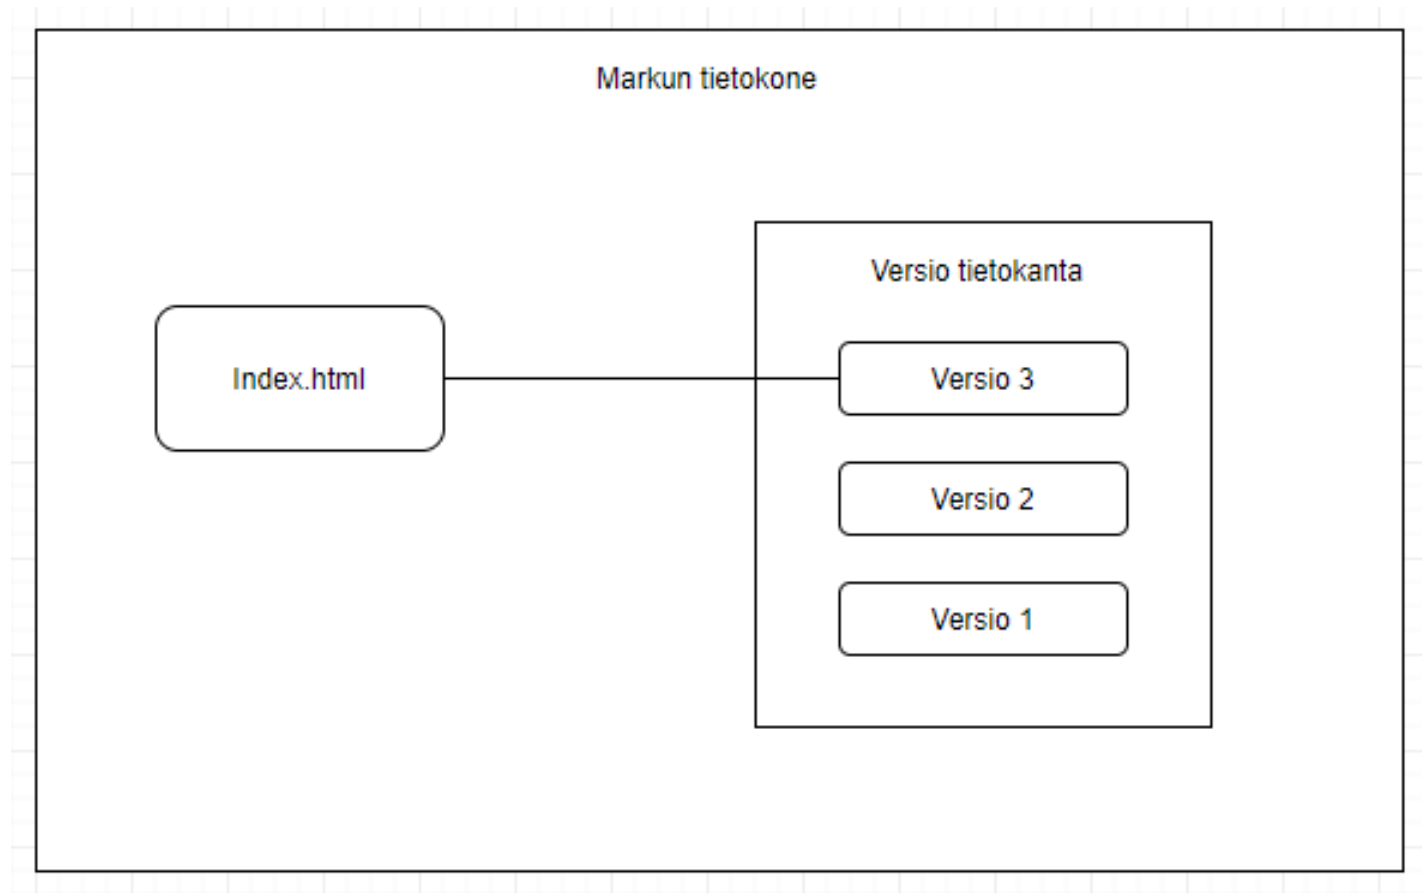 Markun tietokone
Versio tietokanta
Index.html
Versio 3
Versio 2
Versio 1